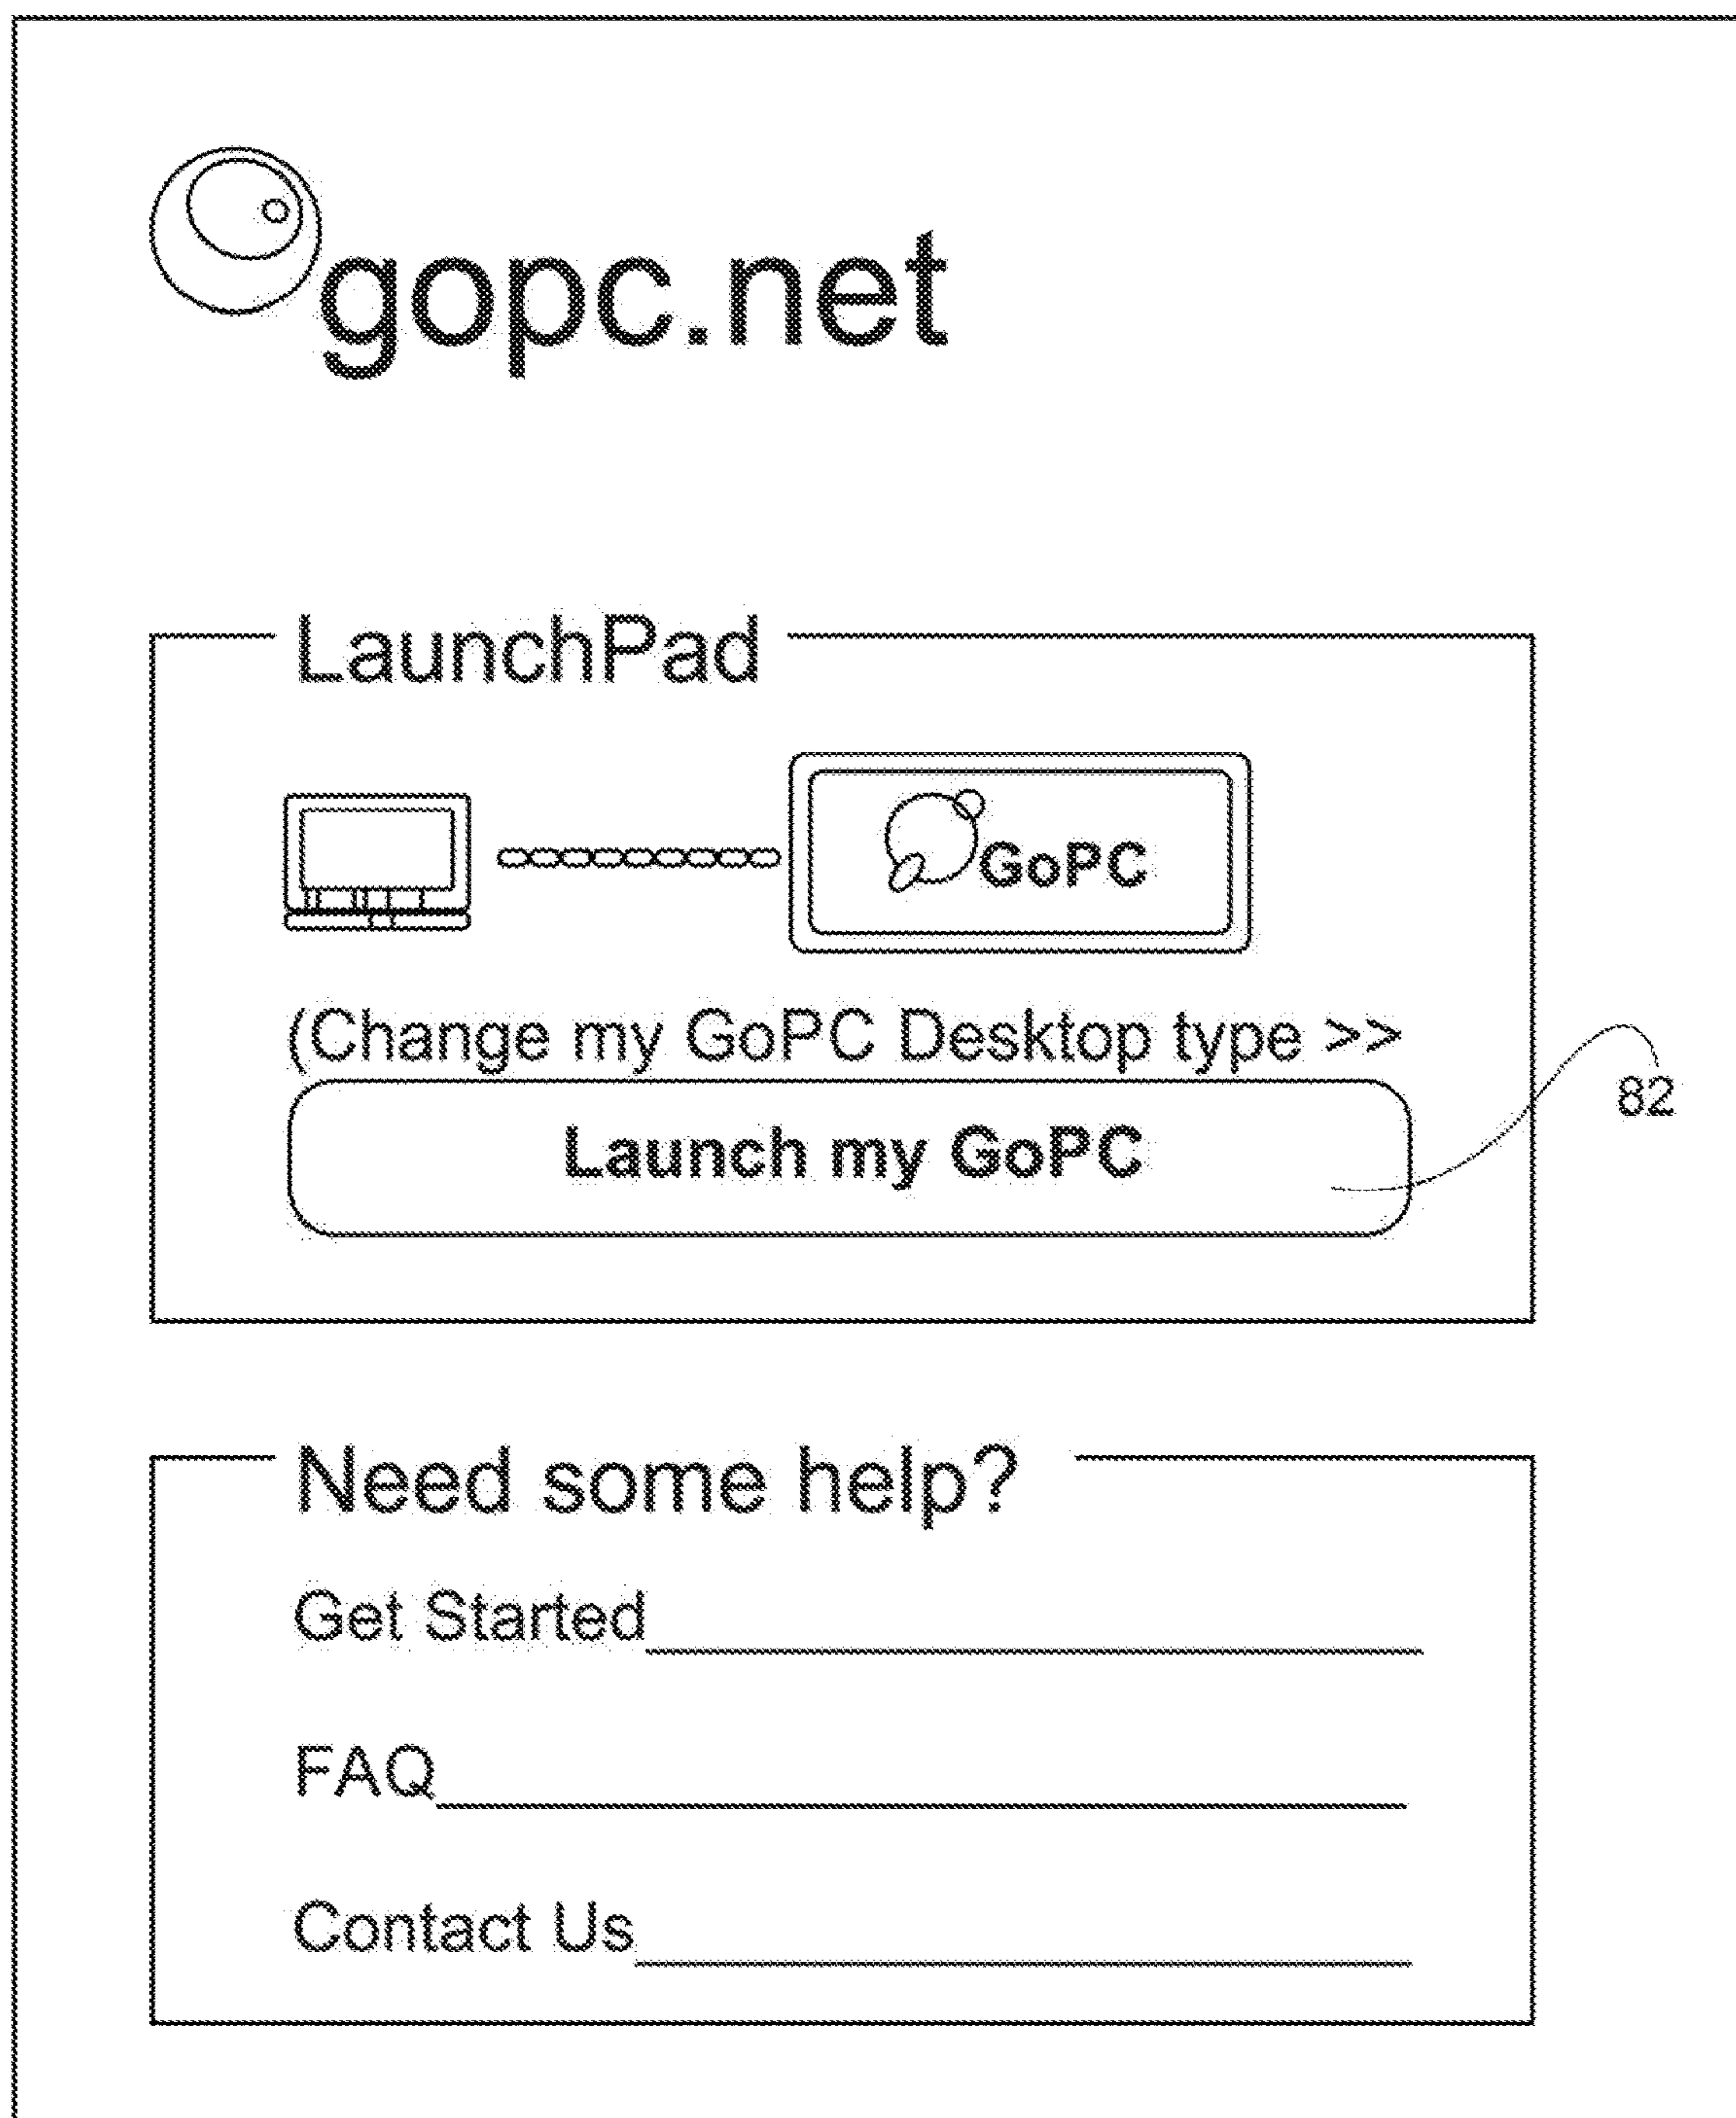 gopc.net
LaunchPad
GoPC
(Change my GoPC Desktop type >>
82
Launch my GoPC
Need some help?
Get Started
FAQ
Contact Us